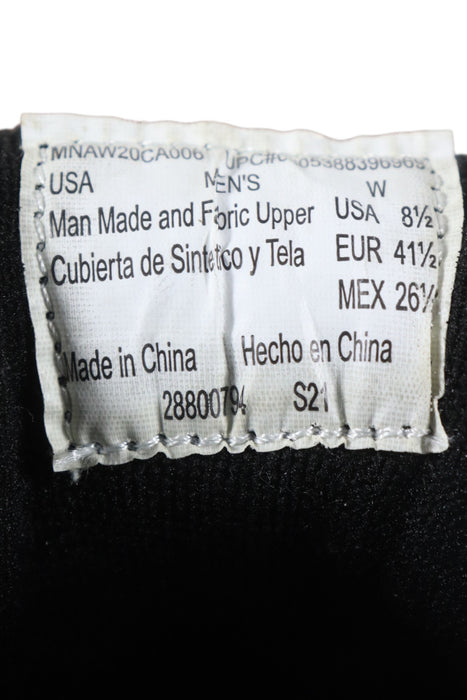 MNAW20CA006
USA MEN'S W
Man Made and Fabric Upper USA 8½
Cubierta de Sintetico y Tela EUR 41½
MEX 26½
Made in China Hecho en China
28800794 S21